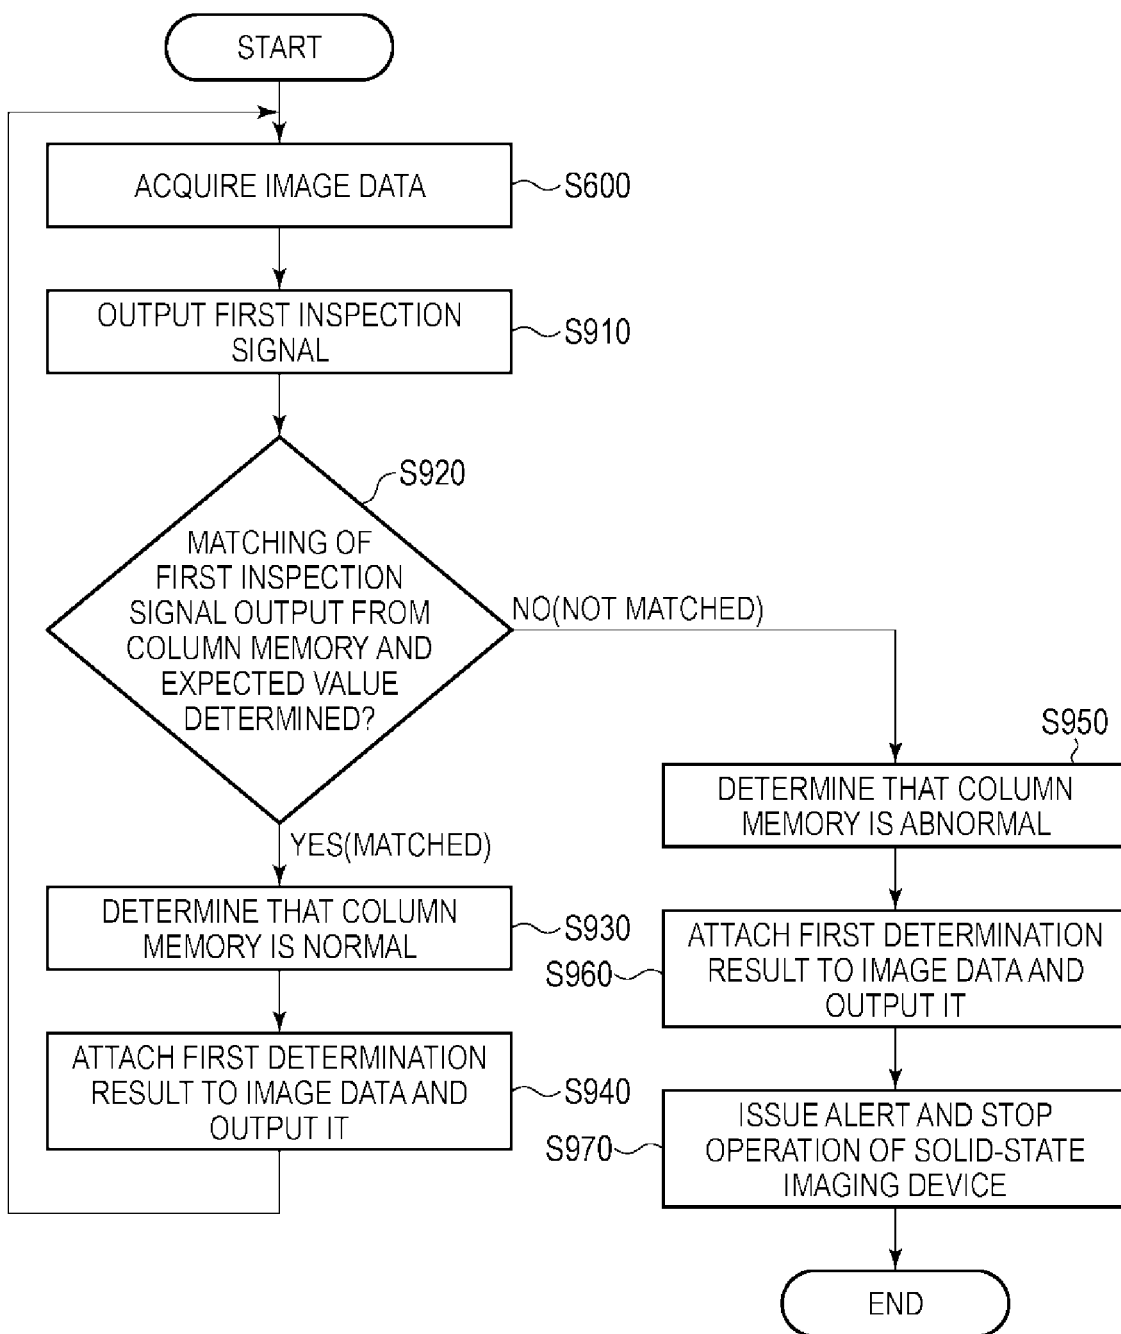 START
ACQUIRE IMAGE DATA
S600
OUTPUT FIRST INSPECTION
SIGNAL
S910
S920
MATCHING OF
FIRST INSPECTION
SIGNAL OUTPUT FROM
COLUMN MEMORY AND
EXPECTED VALUE
DETERMINED?
NO(NOT MATCHED)
YES(MATCHED)
DETERMINE THAT COLUMN
MEMORY IS NORMAL
S930
ATTACH FIRST DETERMINATION
RESULT TO IMAGE DATA AND
OUTPUT IT
S940
S950
DETERMINE THAT COLUMN
MEMORY IS ABNORMAL
ATTACH FIRST DETERMINATION
RESULT TO IMAGE DATA AND
OUTPUT IT
S960
ISSUE ALERT AND STOP
OPERATION OF SOLID-STATE
IMAGING DEVICE
S970
END